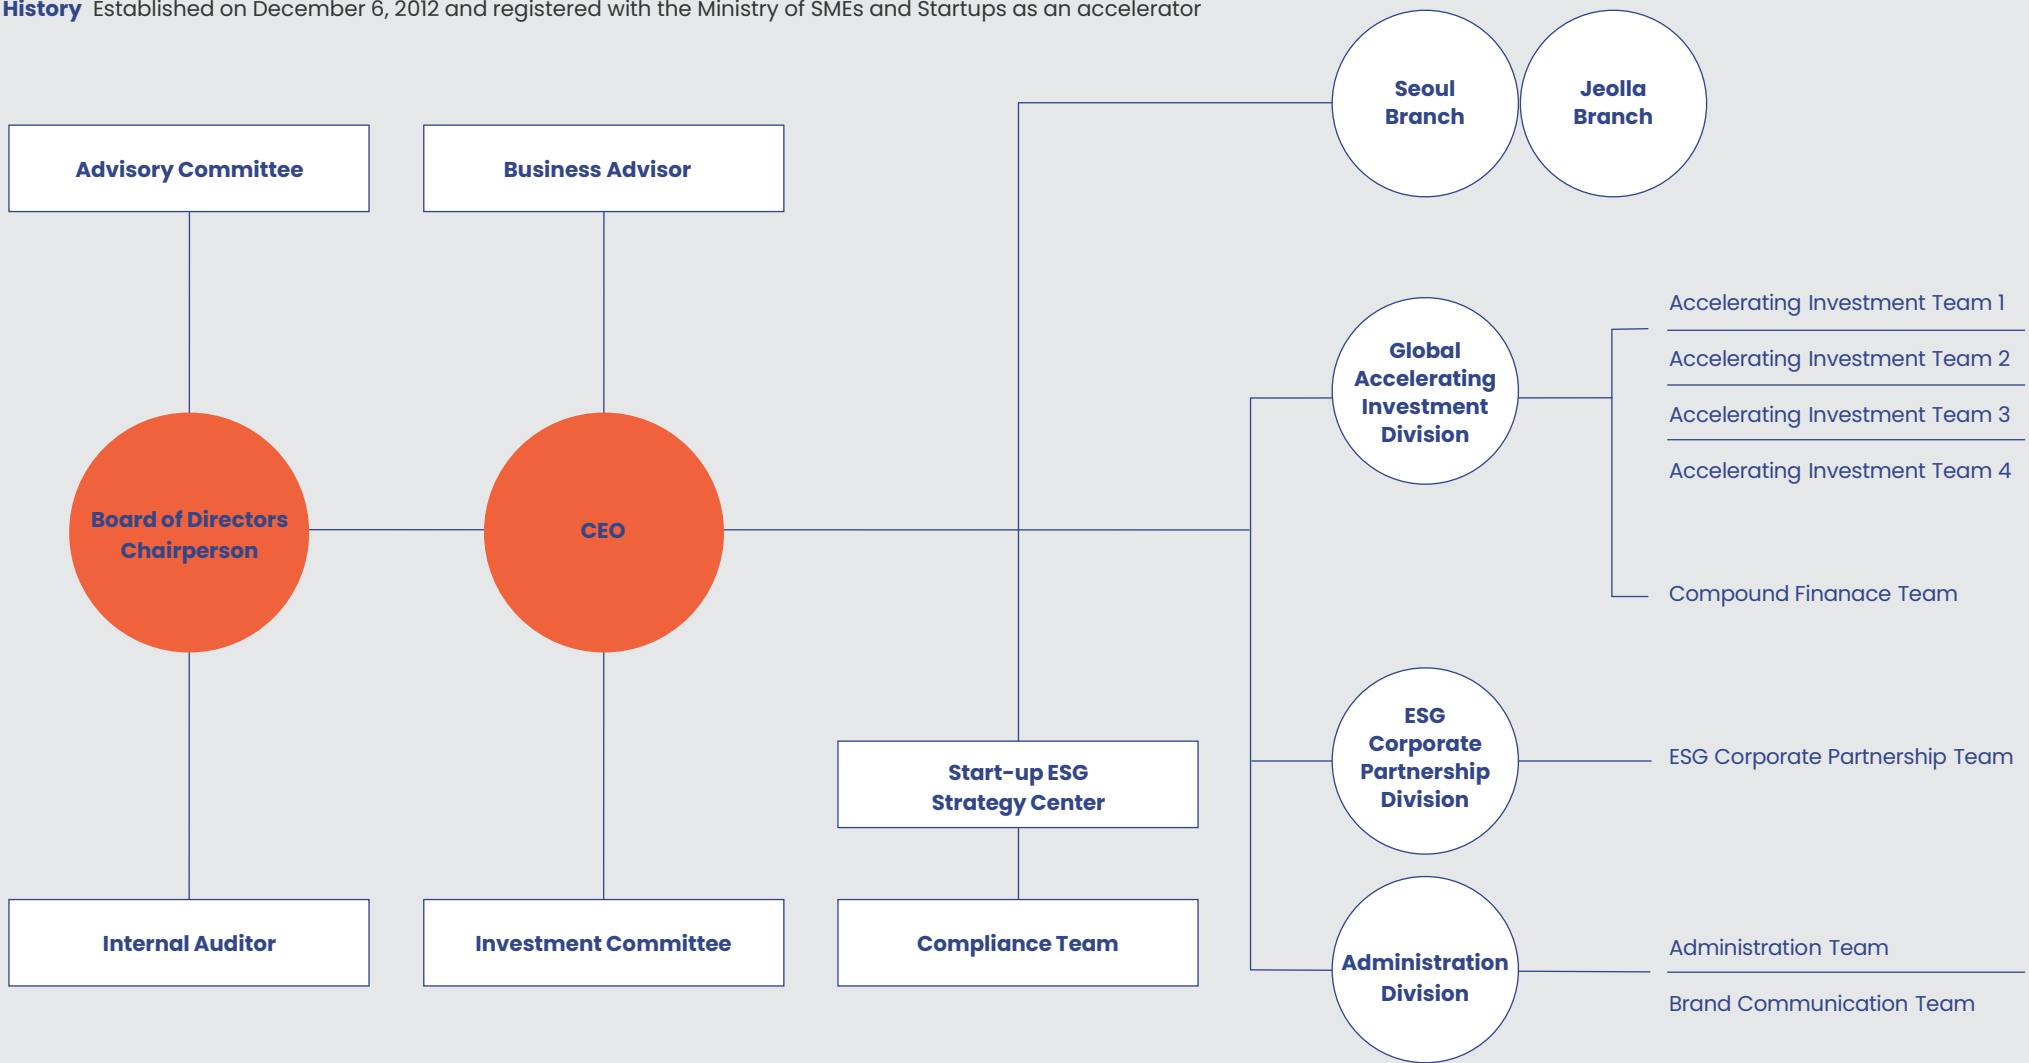 History Established on December 6, 2012 and registered with the Ministry of SMEs and Startups as an accelerator
Seoul
Branch
Jeolla
Branch
Advisory Committee
Business Advisor
Board of Directors
Chairperson
CEO
Internal Auditor
Investment Committee
Start-up ESG
Strategy Center
Compliance Team
Global
Accelerating
Investment
Division
Accelerating Investment Team 1
Accelerating Investment Team 2
Accelerating Investment Team 3
Accelerating Investment Team 4
Compound Finanace Team
ESG
Corporate
Partnership
Division
ESG Corporate Partnership Team
Administration
Division
Administration Team
Brand Communication Team